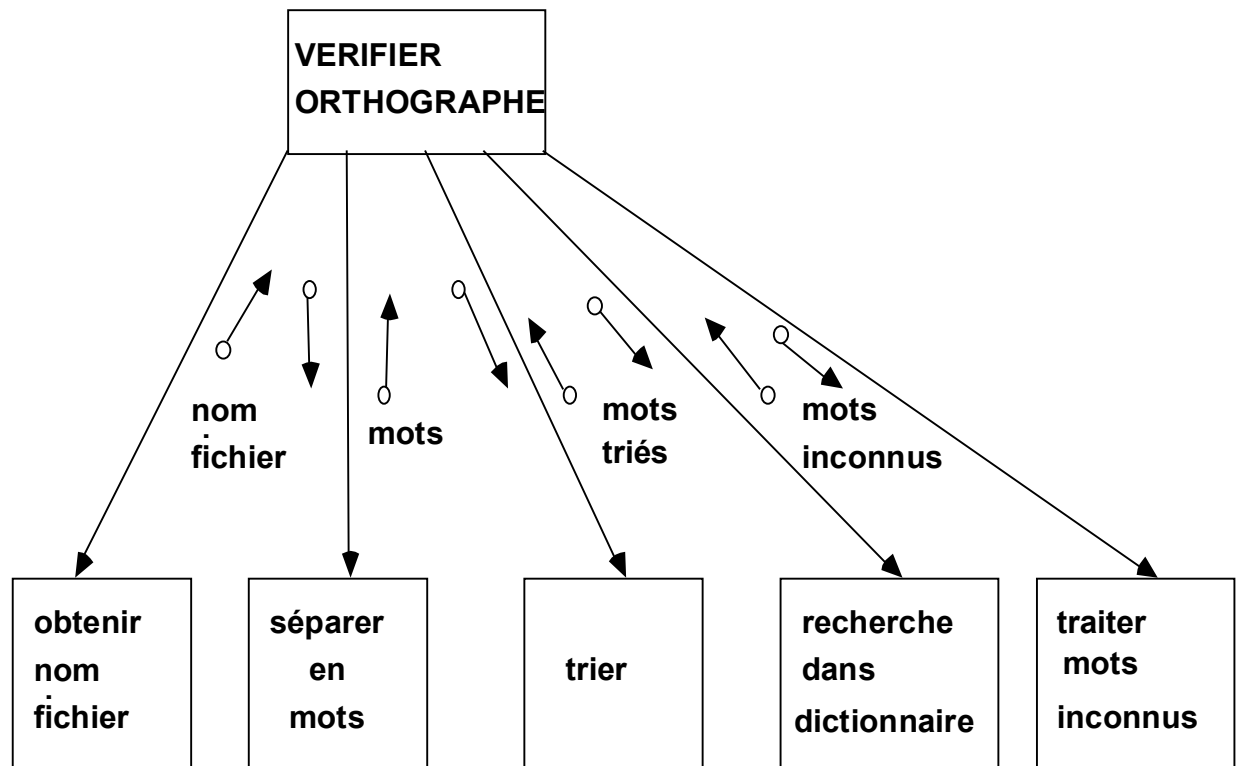 VERIFIER
ORTHOGRAPHE
nom
fichier
mots
mots
triés
mots
inconnus
obtenir
nom
fichier
séparer
en
mots
trier
recherche
dans
dictionnaire
traiter
mots
inconnus